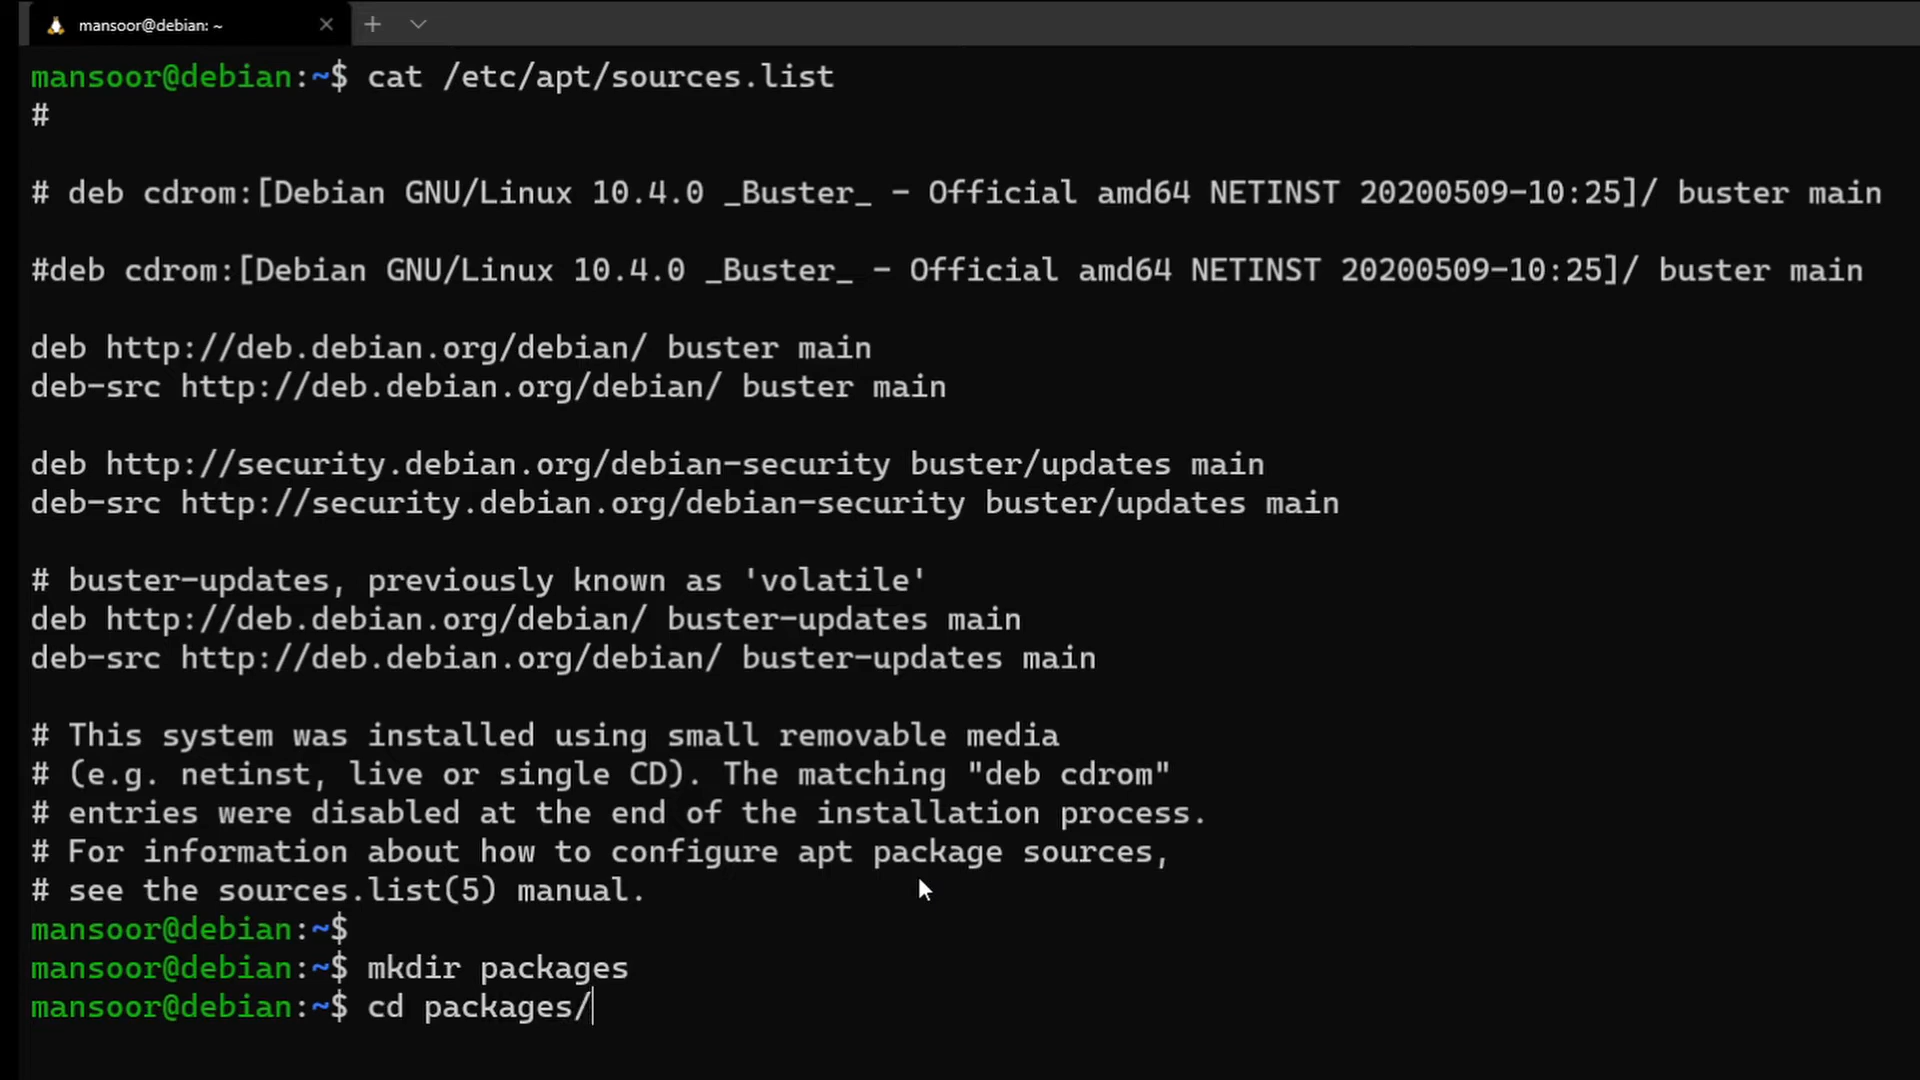 mansoor@debian: ~
mansoor@debian:~$ cat /etc/apt/sources.list
#
# deb cdrom:[Debian GNU/Linux 10.4.0 _Buster_ - Official amd64 NETINST 20200509-10:25]/ buster main
#deb cdrom:[Debian GNU/Linux 10.4.0 _Buster_ - Official amd64 NETINST 20200509-10:25]/ buster main
deb http://deb.debian.org/debian/ buster main
deb-src http://deb.debian.org/debian/ buster main
deb http://security.debian.org/debian-security buster/updates main
deb-src http://security.debian.org/debian-security buster/updates main
# buster-updates, previously known as 'volatile'
deb http://deb.debian.org/debian/ buster-updates main
deb-src http://deb.debian.org/debian/ buster-updates main
# This system was installed using small removable media
# (e.g. netinst, live or single CD). The matching "deb cdrom"
# entries were disabled at the end of the installation process.
# For information about how to configure apt package sources,
# see the sources.list(5) manual.
mansoor@debian:~$
mansoor@debian:~$ mkdir packages
mansoor@debian:~$ cd packages/